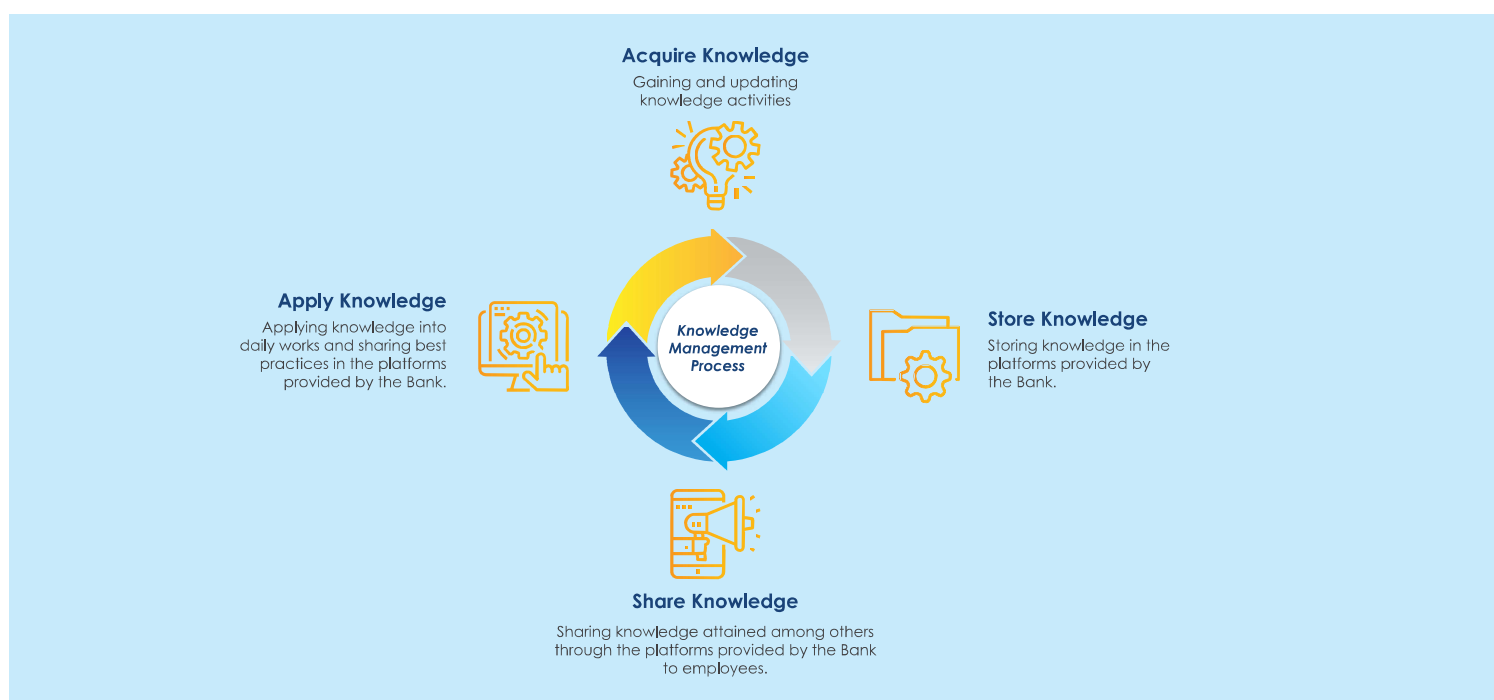 Acquire Knowledge
Gaining and updating
knowledge activities
Apply Knowledge
Applying knowledge into
daily works and sharing best
practices in the platforms
provided by the Bank.
Knowledge
Management
Process
Store Knowledge
Storing knowledge in the
platforms provided by
the Bank.
Share Knowledge
Sharing knowledge attained among others
through the platforms provided by the Bank
to employees.